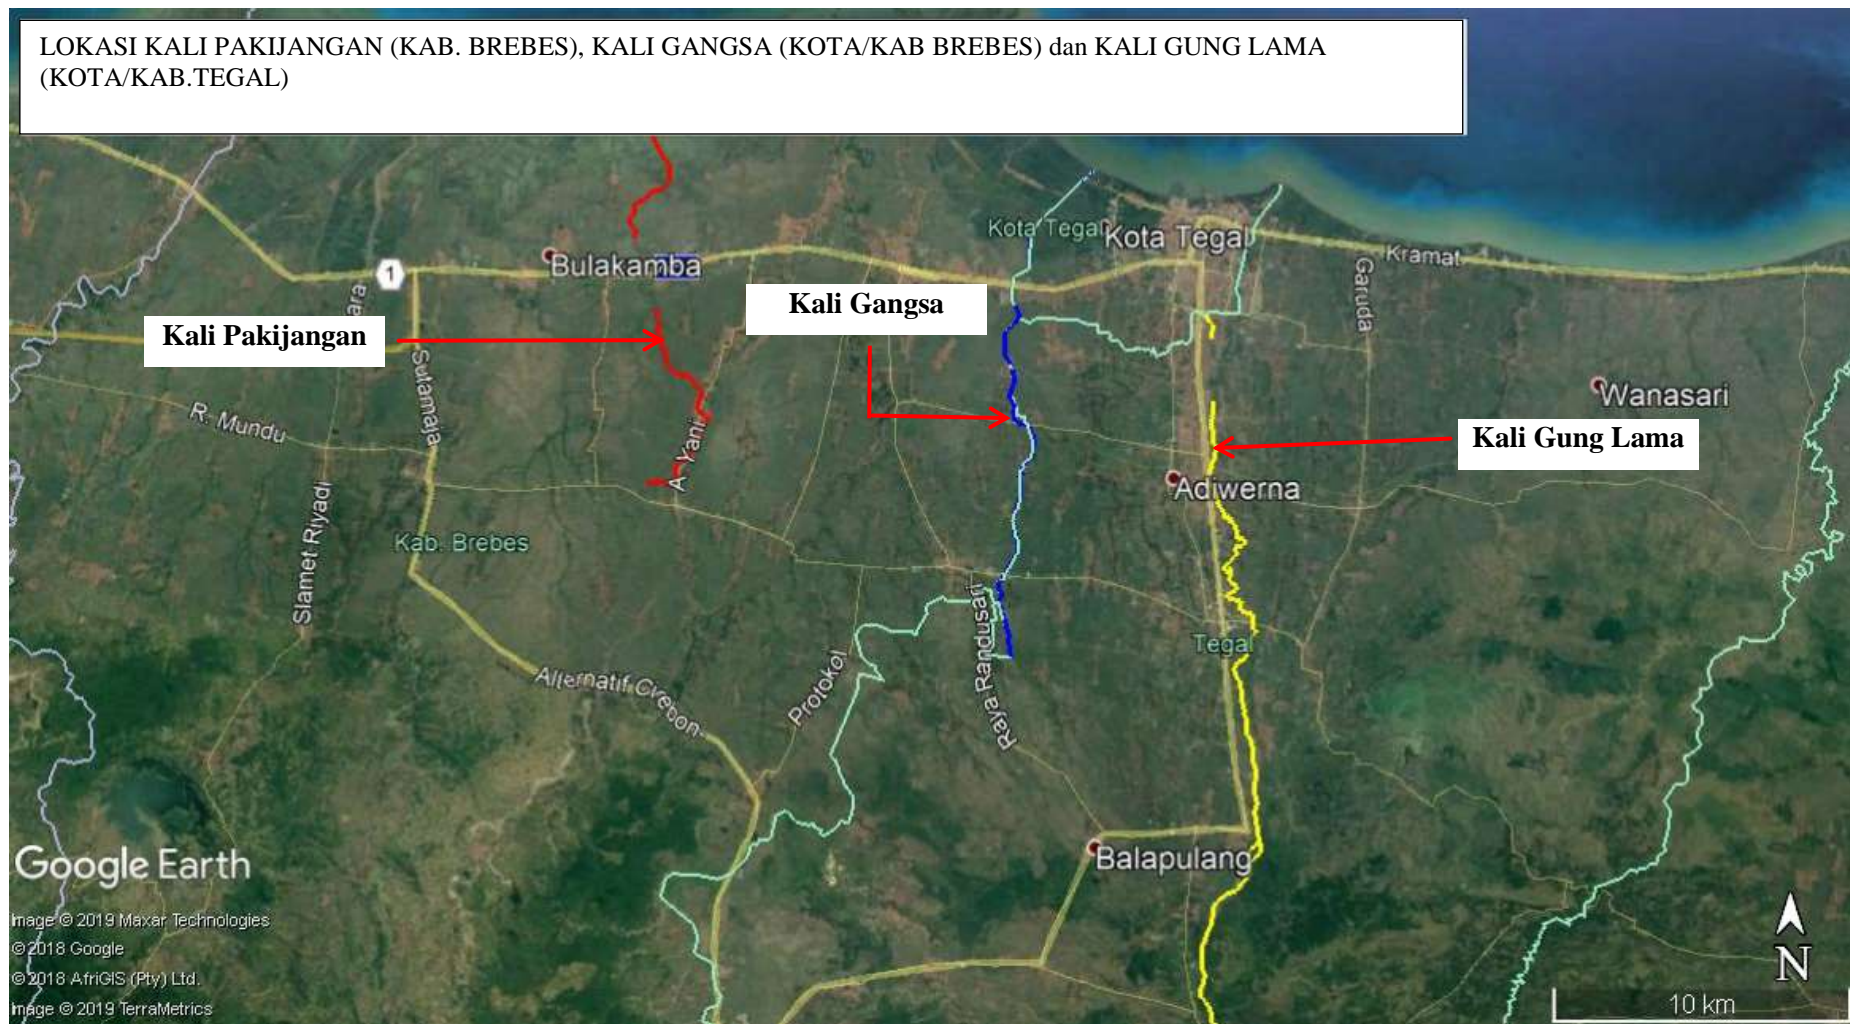 LOKASI KALI PAKIJANGAN (KAB. BREBES), KALI GANGSA (KOTA/KAB BREBES) dan KALI GUNG LAMA
(KOTA/KAB.TEGAL)
Kota Tegal
Kota Tegal
Kramat
Bulakamba
1
ara
Garuda
Kali Gangsa
Kali Pakijangan
Sutamaja
Wanasari
R. Mundu
A. Yani
Kali Gung Lama
Adiwerna
Slamet Riyadi
Kab. Brebes
Raya Randusari
Tegal
Protokol
Alternatif Cirebon
Balapulang
Google Earth
Image © 2019 Maxar Technologies
© 2018 Google
© 2018 AfriGIS (Pty) Ltd.
Image © 2019 TerraMetrics
N
10 km